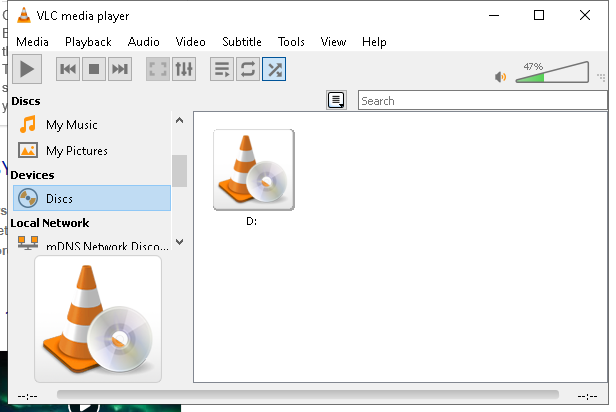 VLC media player
Media Playback Audio Video Subtitle Tools View Help
47%
Search
Discs
My Music
My Pictures
Devices
Discs
Local Network
mDNS Network Disco...
D:
--:-- --:--